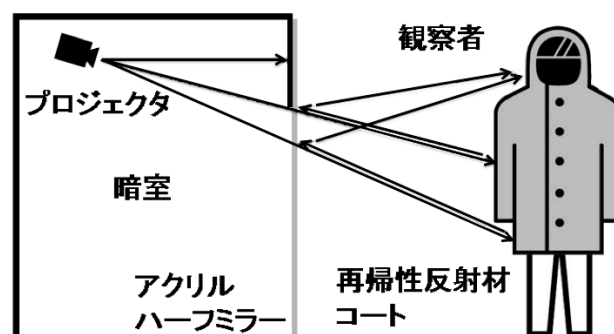 観察者
プロジェクタ
暗室
アクリル
ハーフミラー
再帰性反射材
コート